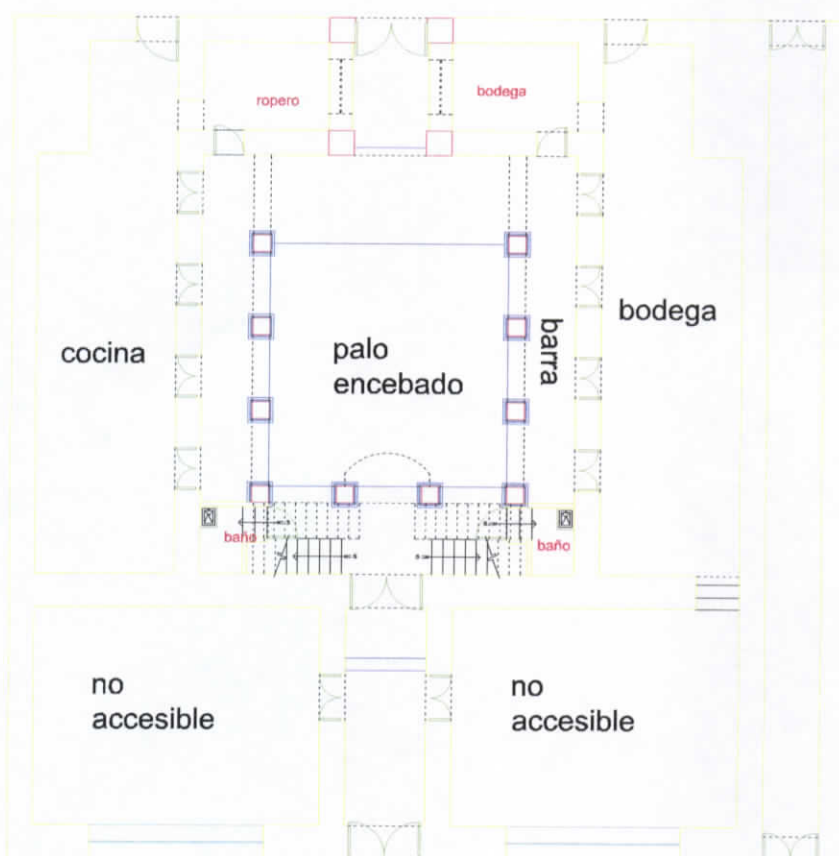 ropero
bodega
cocina
palo
encebado
barra
bodega
baño
baño
no
accesible
no
accesible